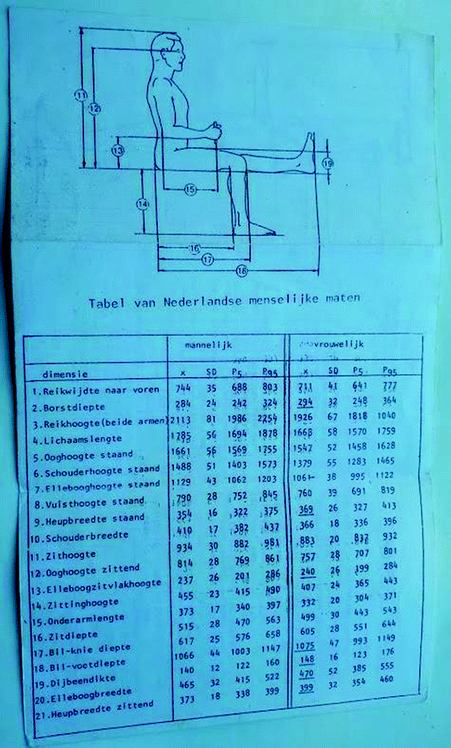 11
12
13
19
15
14
16
17
18
Tabel van Nederlandse menselijke maten
mannelijk vrouwelijk
dimensie x SD P5 P95 x SD P5 P95
1.Reikwijdte naar voren 744 35 688 803 711 41 641 777
2.Borstdiepte 284 24 242 324 294 32 248 364
3.Reikhoogte(beide armen) 2113 81 1986 2254 1926 67 1818 1040
4.Lichaamslengte 1785 56 1694 1878 1668 58 1570 1759
5.Ooghoogte staand 1661 56 1569 1755 1547 52 1458 1628
6.Schouderhoogte staand 1488 51 1403 1573 1379 55 1283 1465
7.Ellebooghoogte staand 1129 43 1062 1203 1061 38 995 1122
8.Vuisthoogte staand 790 28 752 845 760 39 691 819
9.Heupbreedte staand 354 16 322 375 369 26 327 413
10.Schouderbreedte 410 17 382 437 366 18 336 396
11.Zithoogte 934 30 882 981 883 20 837 932
12.Ooghoogte zittend 814 28 769 861 757 28 707 801
13.Elleboogzitvlakhoogte 237 26 201 286 240 26 199 284
14.Zittinghoogte 455 23 415 490 407 24 365 443
15.Onderarmlengte 373 17 340 397 332 20 304 371
16.Zitdiepte 515 28 470 563 499 30 443 543
17.Bil-knie diepte 617 25 576 658 605 28 551 644
18.Bil-voetdiepte 1066 44 1003 1147 1075 47 993 1149
19.Dijbeendikte 140 12 122 160 148 16 123 176
20.Elleboogbreedte 465 32 415 522 470 52 385 555
21.Heupbreedte zittend 373 18 338 399 399 32 354 460